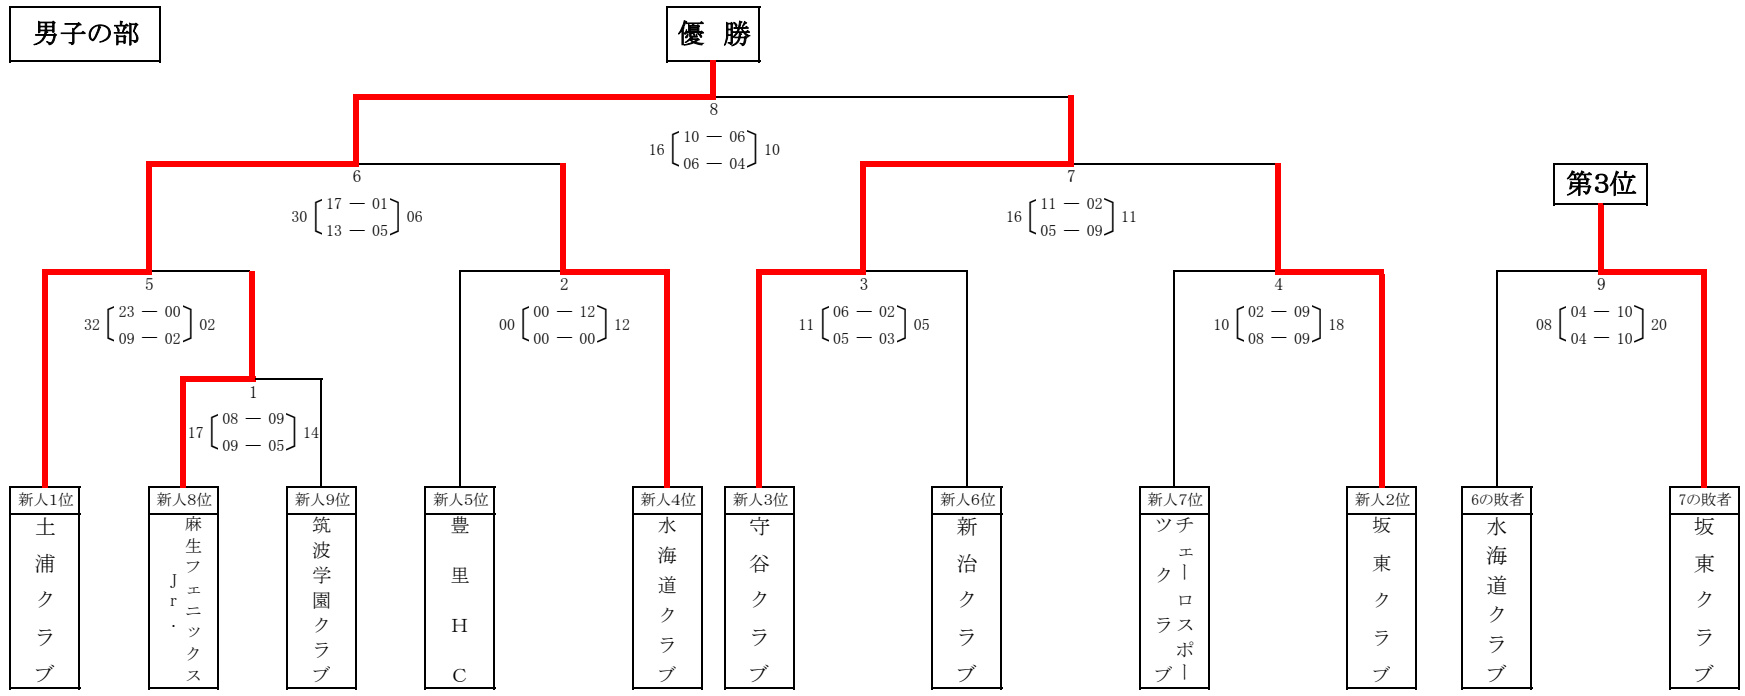 男子の部
優 勝
8
16 10 — 06 10
06 — 04
6
30 17 — 01 06
13 — 05
7
16 11 — 02 11
05 — 09
第3位
5
32 23 — 00 02
09 — 02
2
00 00 — 12 12
00 — 00
3
11 06 — 02 05
05 — 03
4
10 02 — 09 18
08 — 09
9
08 04 — 10 20
04 — 10
1
17 08 — 09 14
09 — 05
新人1位
土浦クラブ
新人8位
麻生フェニックス
Jr.
新人9位
筑波学園クラブ
新人5位
豊里HC
新人4位
水海道クラブ
新人3位
守谷クラブ
新人6位
新治クラブ
新人7位
チェーロスポー
ツクラブ
新人2位
坂東クラブ
6の敗者
水海道クラブ
7の敗者
坂東クラブ